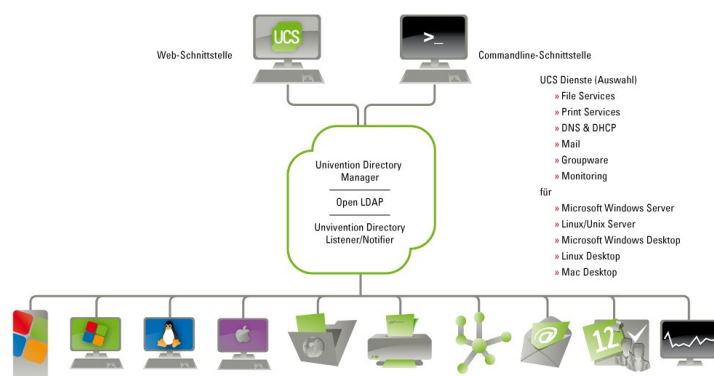 Web-Schnittstelle
UCS
>_
Commandline-Schnittstelle
UCS Dienste (Auswahl)
» File Services
» Print Services
» DNS & DHCP
» Mail
» Groupware
» Monitoring
für
» Microsoft Windows Server
» Linux/Unix Server
» Microsoft Windows Desktop
» Linux Desktop
» Mac Desktop
Univention Directory
Manager
Open LDAP
Unvivention Directory
Listener/Notifier
@
12